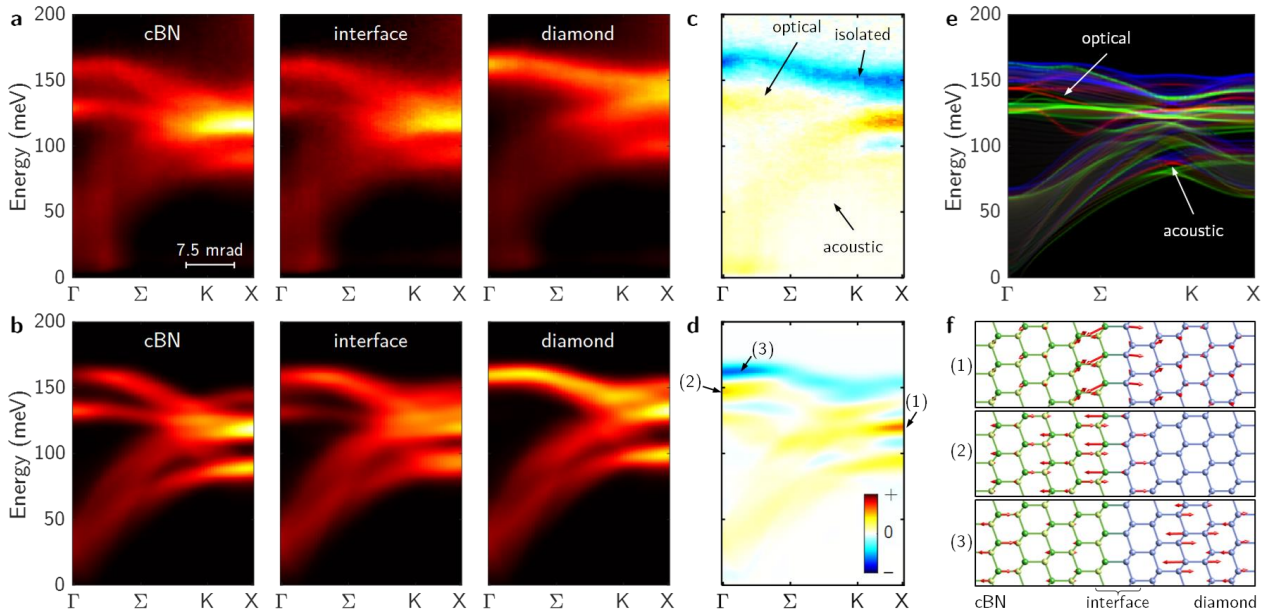 a
cBN
interface
diamond
7.5 mrad
Energy (meV)
200
150
100
50
0
Γ Σ K X
Γ Σ K X
Γ Σ K X
c
optical
isolated
acoustic
Γ Σ K X
e
optical
acoustic
Energy (meV)
200
150
100
50
0
Γ Σ K X
b
cBN
interface
diamond
Energy (meV)
200
150
100
50
0
Γ Σ K X
Γ Σ K X
Γ Σ K X
d
(3)
(2)
(1)
+
0
−
Γ Σ K X
f
(1)
(2)
(3)
cBN
interface
diamond